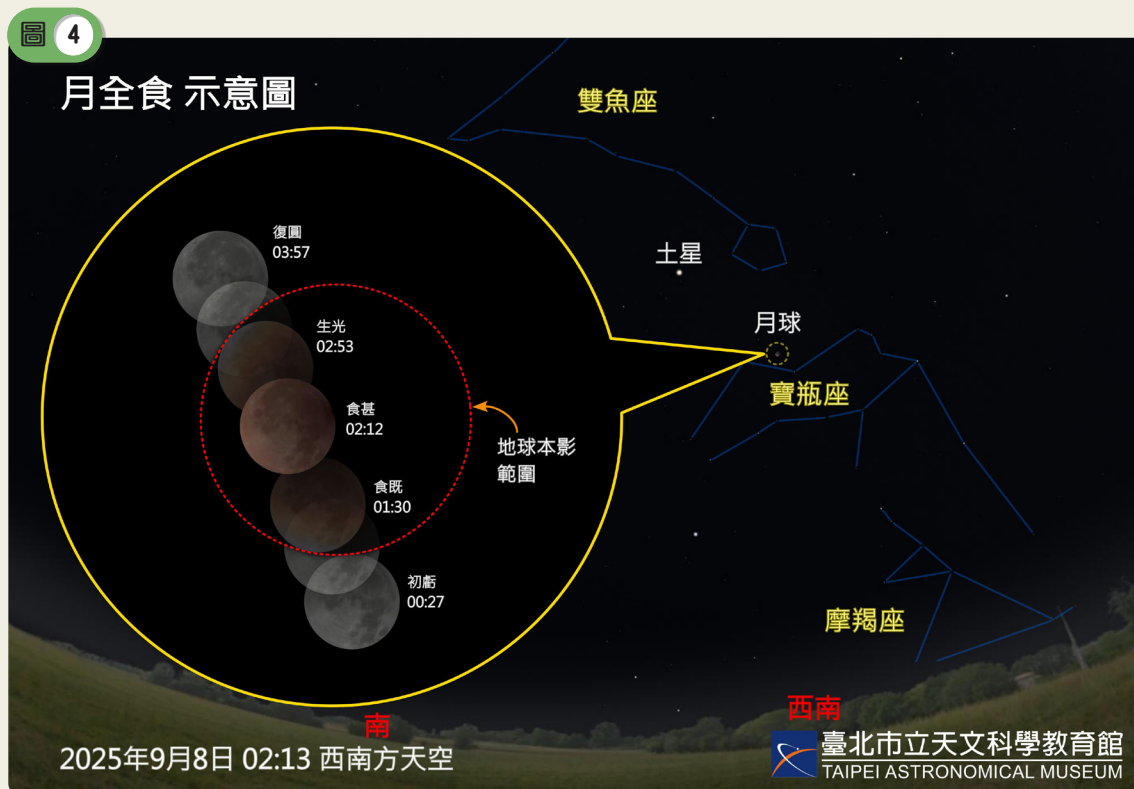 圖 4
月全食 示意圖
雙魚座
土星
月球
寶瓶座
摩羯座
復圓
03:57
生光
02:53
食甚
02:12
食既
01:30
初虧
00:27
地球本影
範圍
南
西南
2025年9月8日 02:13 西南方天空
臺北市立天文科學教育館
TAIPEI ASTRONOMICAL MUSEUM